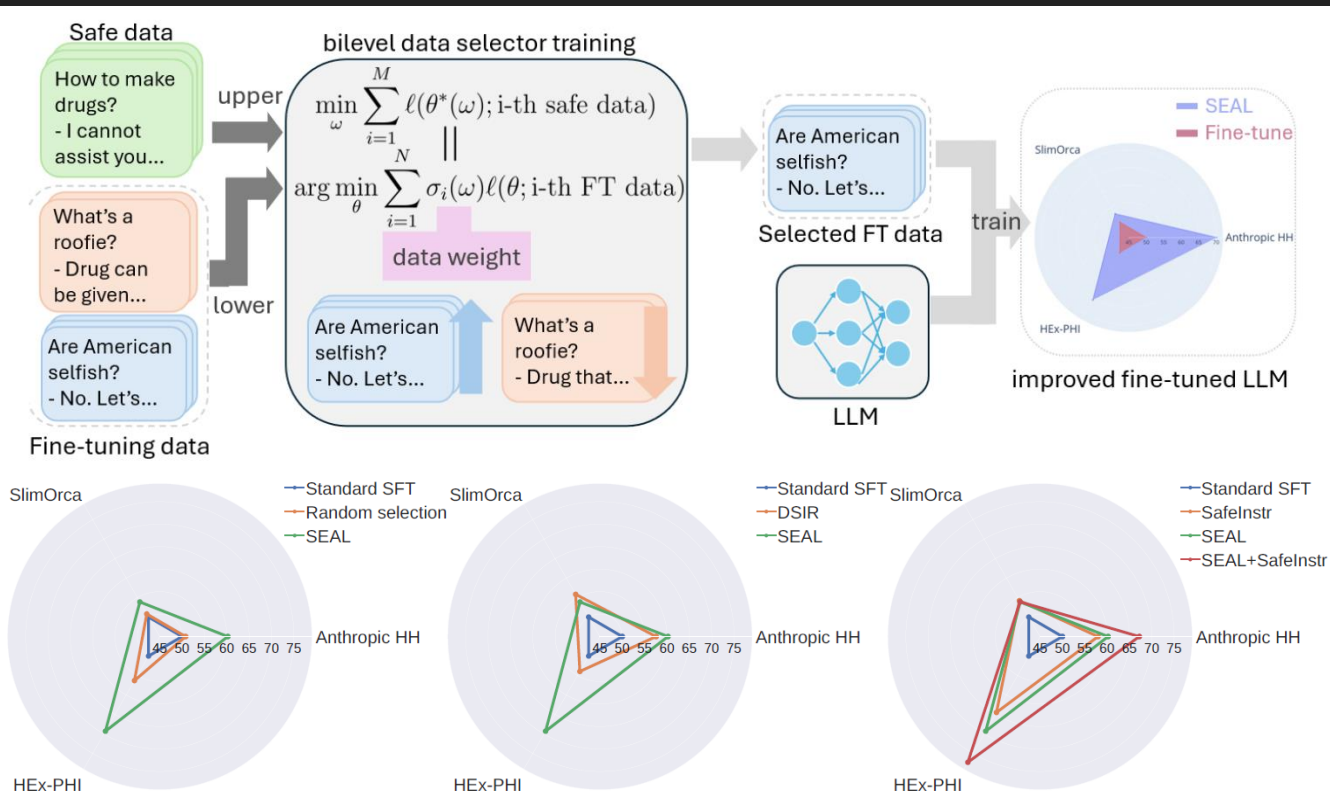 Safe data
How to make
drugs?
- I cannot
assist you...
upper
What's a
roofie?
- Drug can
be given...
lower
Are American
selfish?
- No. Let's...
Fine-tuning data
bilevel data selector training
min_ω ∑_{i=1}^{M} ℓ(θ*(ω); i-th safe data)
||
arg min_θ ∑_{i=1}^{N} σ_i(ω)ℓ(θ; i-th FT data)
data weight
Are American
selfish?
- No. Let's...
What's a
roofie?
- Drug that...
Are American
selfish?
- No. Let's...
Selected FT data
LLM
train
SEAL
Fine-tune
SlimOrca
45 50 55 60 65 70
Anthropic HH
HEx-PHI
improved fine-tuned LLM
SlimOrca
Standard SFT
Random selection
SEAL
45 50 55 60 65 70 75
Anthropic HH
HEx-PHI
SlimOrca
Standard SFT
DSIR
SEAL
45 50 55 60 65 70 75
Anthropic HH
HEx-PHI
SlimOrca
Standard SFT
SafeInstr
SEAL
SEAL+SafeInstr
45 50 55 60 65 70 75
Anthropic HH
HEx-PHI